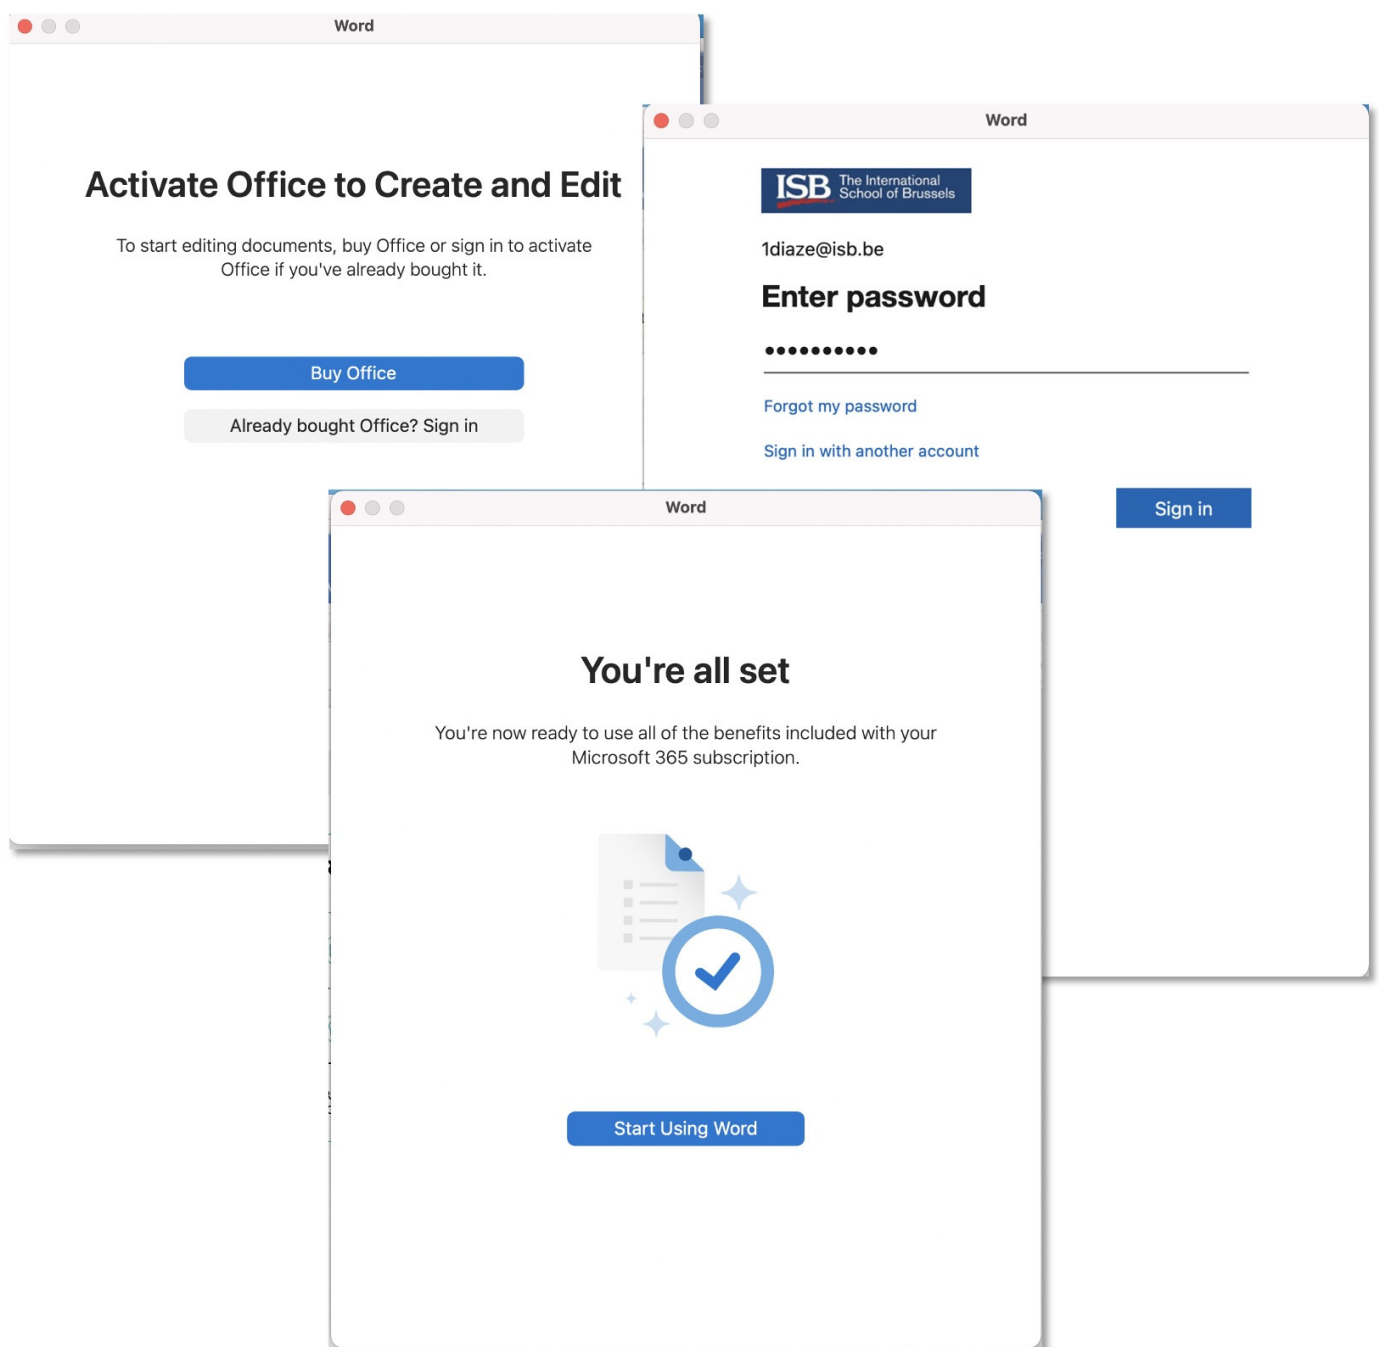 Word
Activate Office to Create and Edit
To start editing documents, buy Office or sign in to activate
Office if you've already bought it.
Buy Office
Already bought Office? Sign in
Word
ISB The International
School of Brussels
1diaze@isb.be
Enter password
••••••••••
Forgot my password
Sign in with another account
Sign in
Word
You're all set
You're now ready to use all of the benefits included with your
Microsoft 365 subscription.
Start Using Word